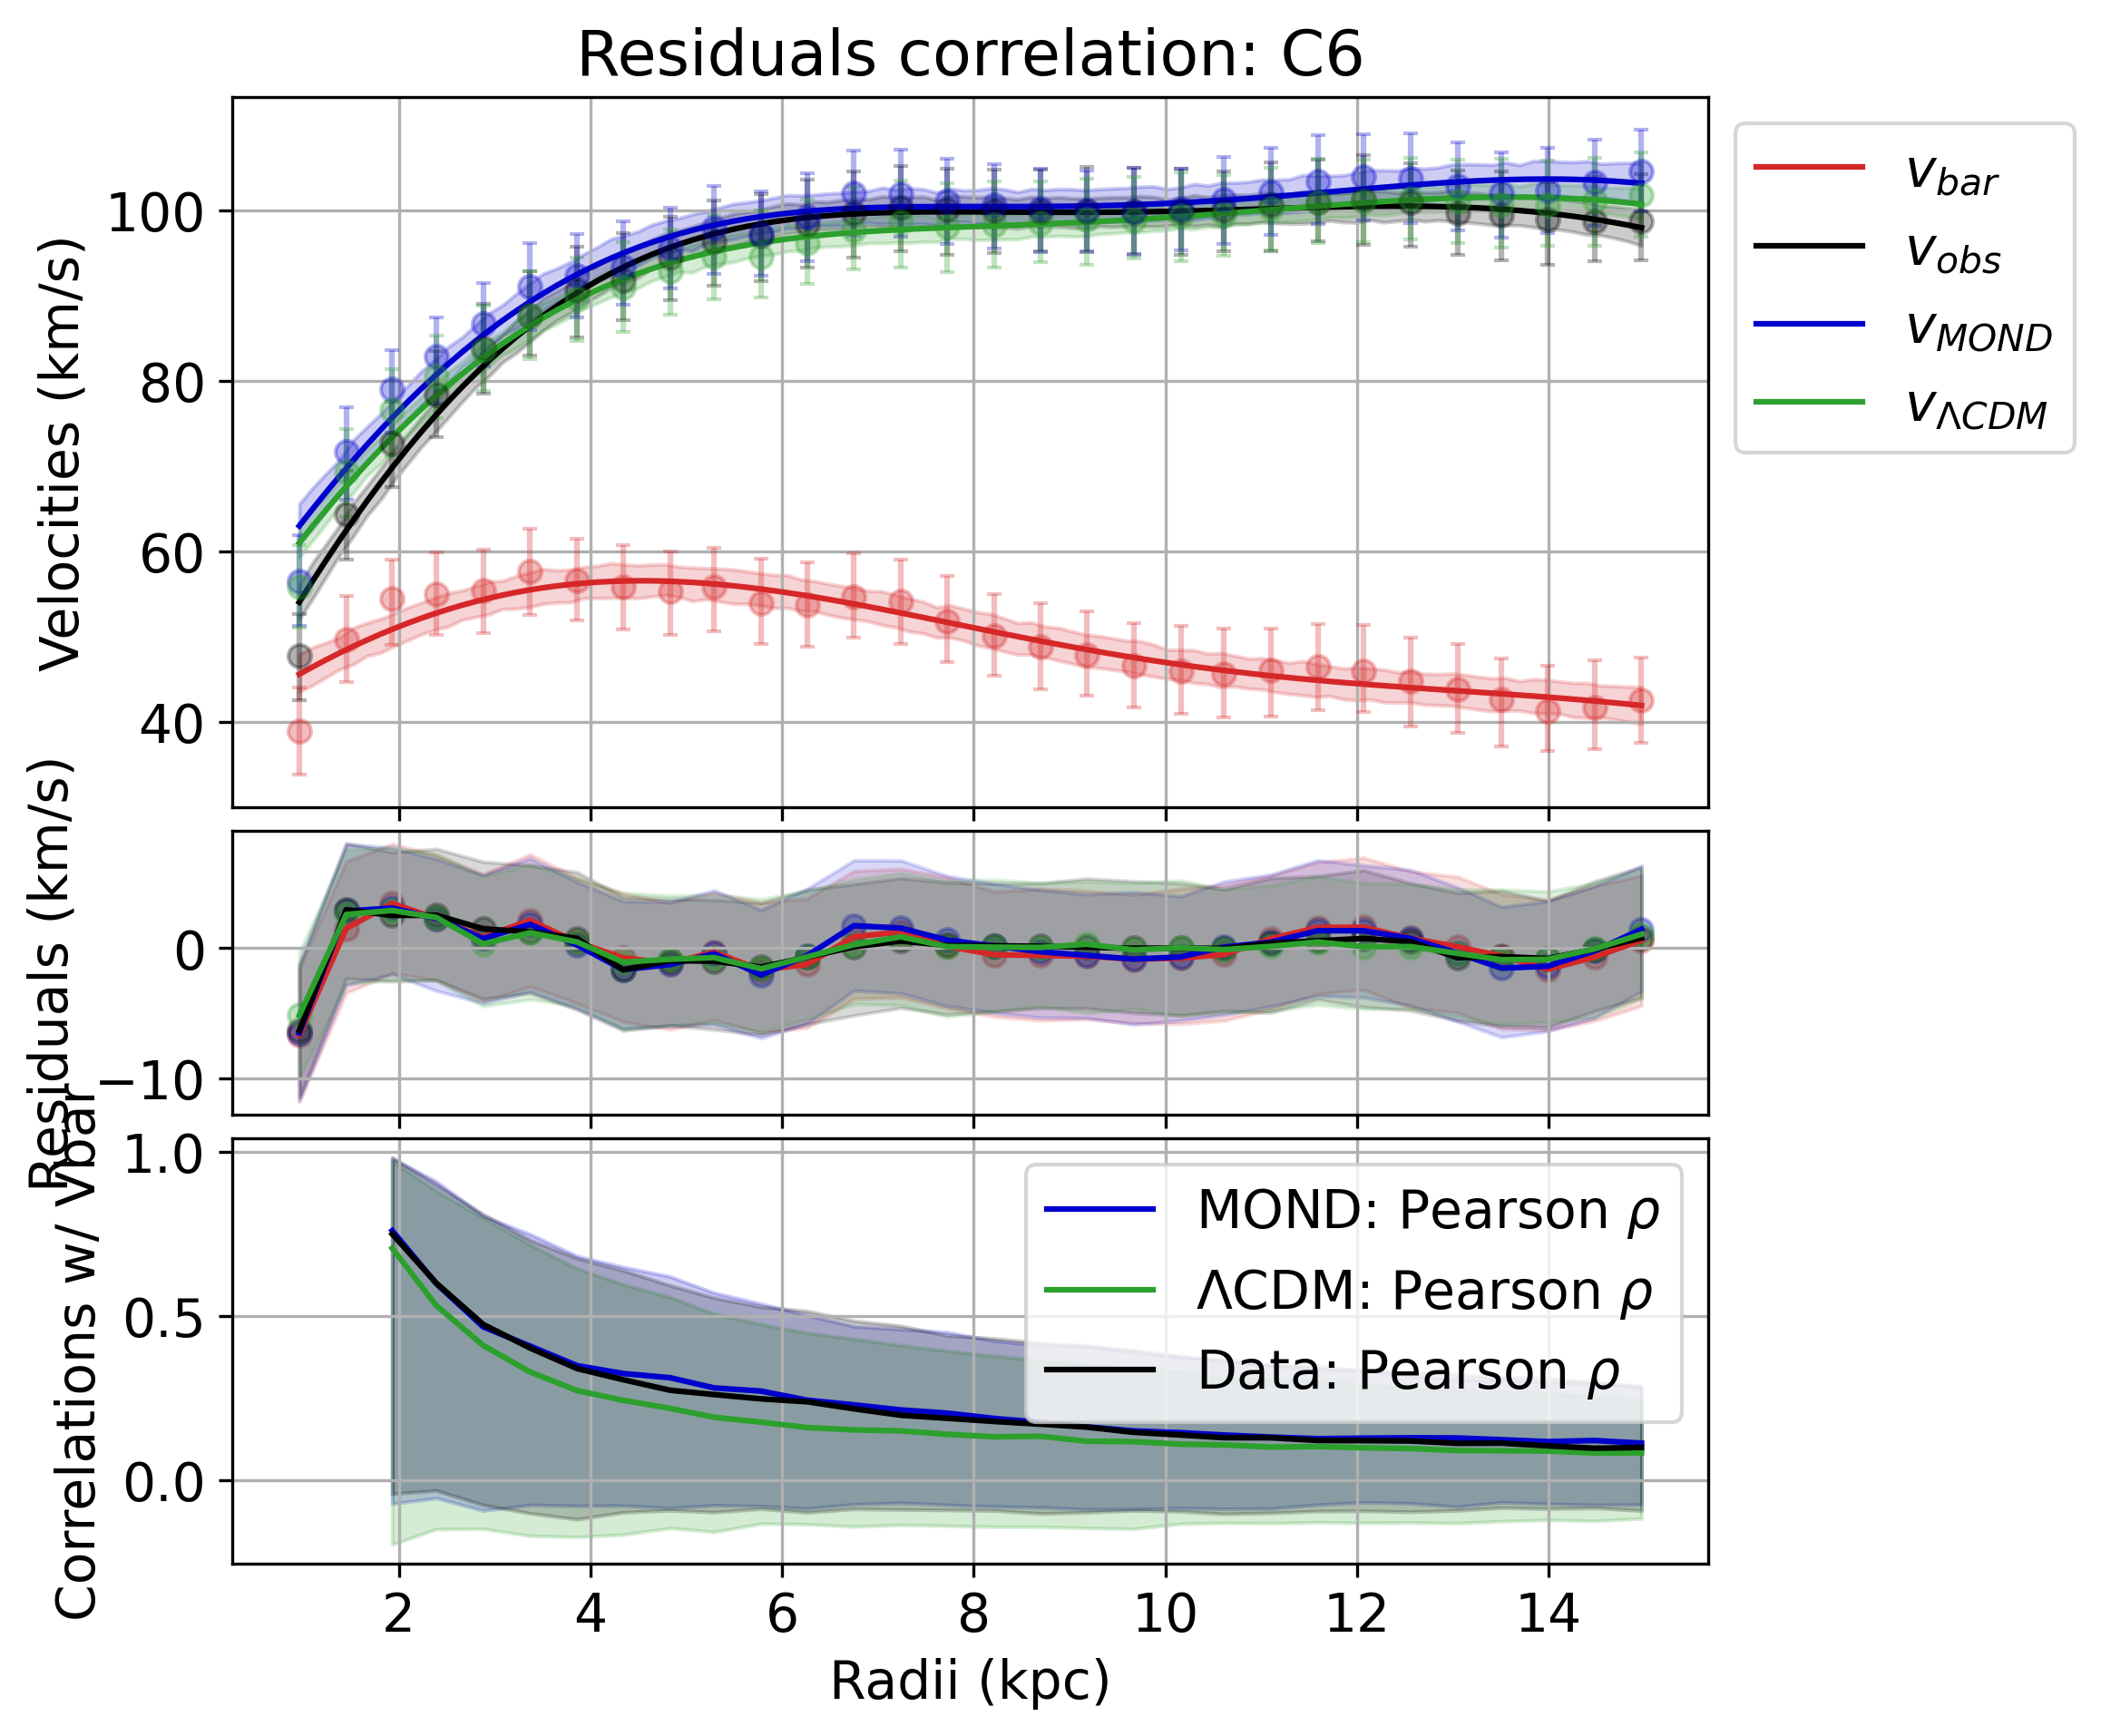 Residuals correlation: C6
Velocities (km/s)
100
80
60
40
v_bar
v_obs
v_MOND
v_ΛCDM
Residuals (km/s)
0
−10
Correlations w/ Vbar
1.0
0.5
0.0
MOND: Pearson ρ
ΛCDM: Pearson ρ
Data: Pearson ρ
2 4 6 8 10 12 14
Radii (kpc)